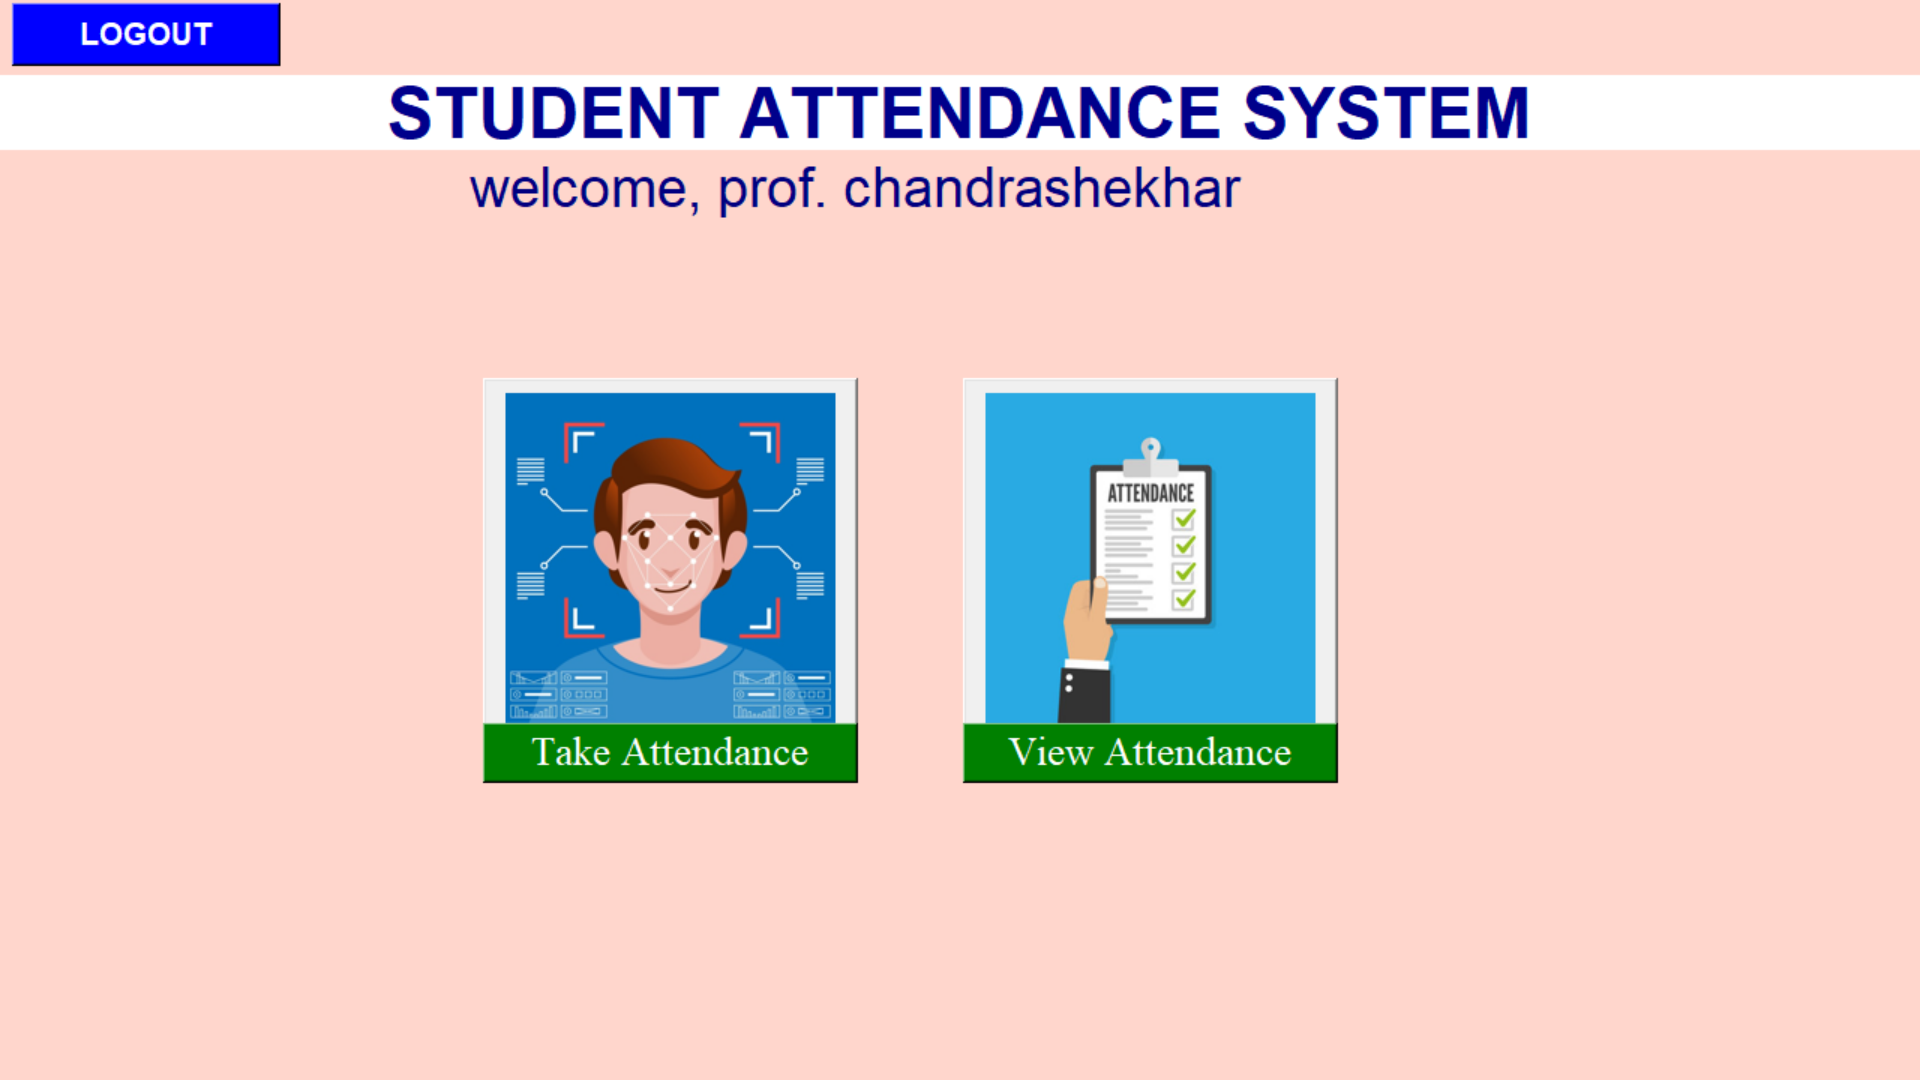 LOGOUT
STUDENT ATTENDANCE SYSTEM
welcome, prof. chandrashekhar
ATTENDANCE
Take Attendance
View Attendance